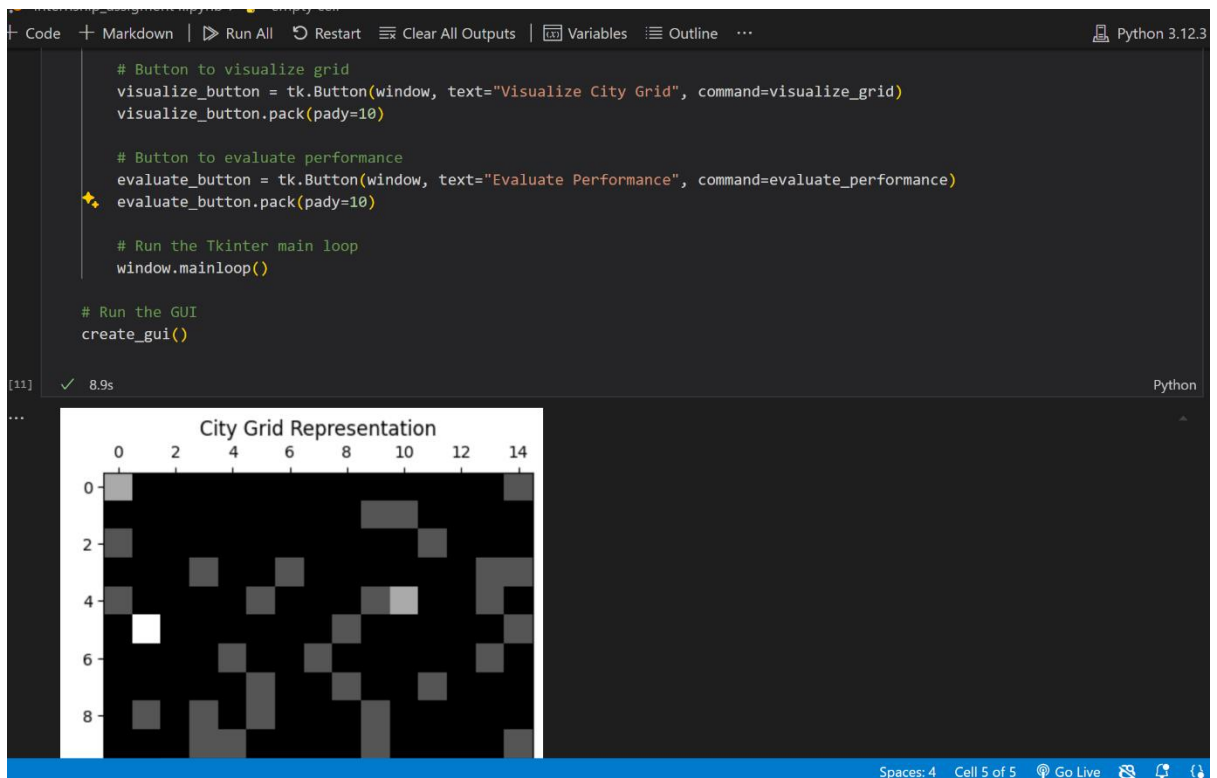 Code + Markdown | Run All Restart Clear All Outputs | Variables Outline ... Python 3.12.3
# Button to visualize grid
visualize_button = tk.Button(window, text="Visualize City Grid", command=visualize_grid)
visualize_button.pack(pady=10)
# Button to evaluate performance
evaluate_button = tk.Button(window, text="Evaluate Performance", command=evaluate_performance)
evaluate_button.pack(pady=10)
# Run the Tkinter main loop
window.mainloop()
# Run the GUI
create_gui()
[11] ✓ 8.9s Python
...
City Grid Representation
0 2 4 6 8 10 12 14
0
2
4
6
8
Spaces: 4 Cell 5 of 5 Go Live